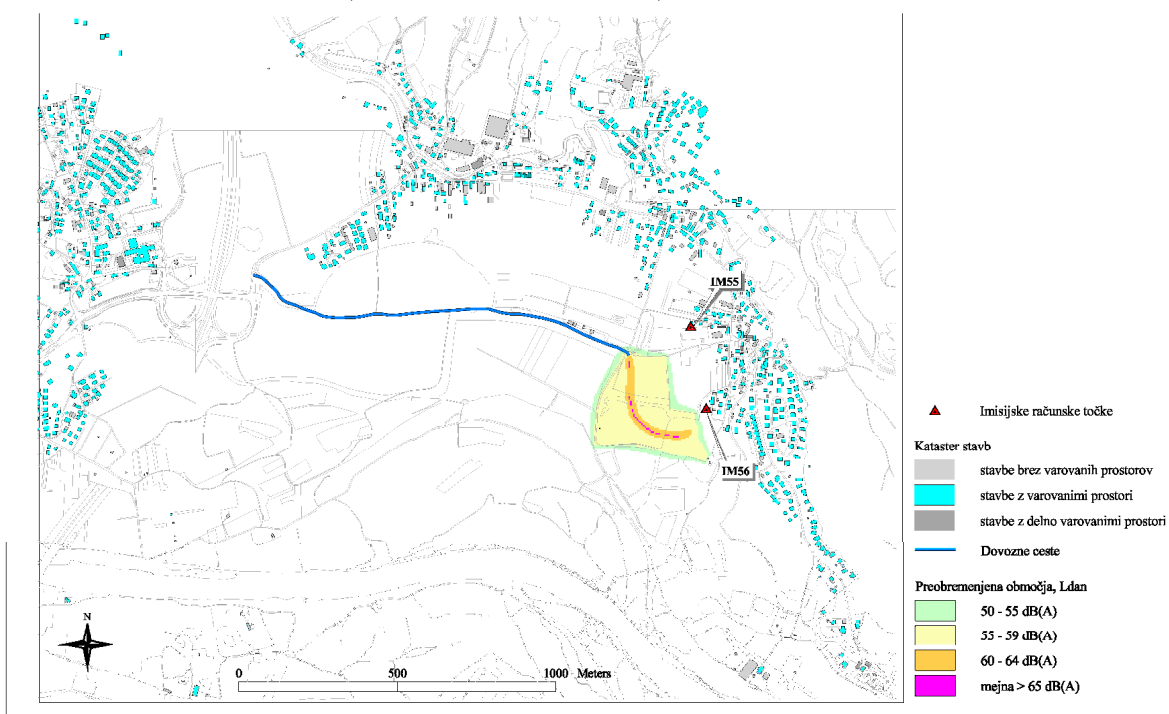 IM55
IM56
Imisijske računske točke
Kataster stavb
stavbe brez varovanih prostorov
stavbe z varovanimi prostori
stavbe z delno varovanimi prostori
Dovozne ceste
Preobremenjena območja, Ldan
50 - 55 dB(A)
55 - 59 dB(A)
60 - 64 dB(A)
mejna > 65 dB(A)
N
0 500 1000 Meters